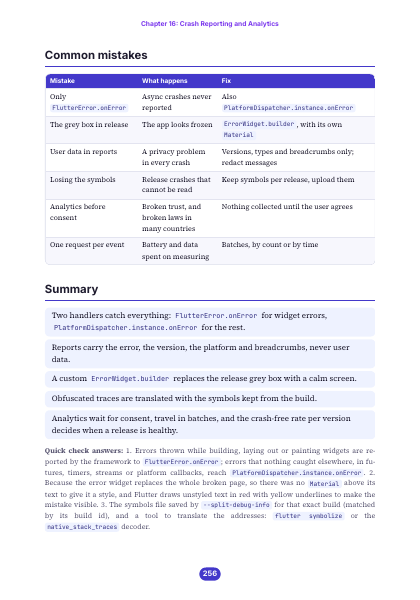 Chapter 16: Crash Reporting and Analytics
Common mistakes
Mistake What happens Fix
Only FlutterError.onError Async crashes never reported Also PlatformDispatcher.instance.onError
The grey box in release The app looks frozen ErrorWidget.builder, with its own Material
User data in reports A privacy problem in every crash Versions, types and breadcrumbs only; redact messages
Losing the symbols Release crashes that cannot be read Keep symbols per release, upload them
Analytics before consent Broken trust, and broken laws in many countries Nothing collected until the user agrees
One request per event Battery and data spent on measuring Batches, by count or by time
Summary
Two handlers catch everything: FlutterError.onError for widget errors,
PlatformDispatcher.instance.onError for the rest.
Reports carry the error, the version, the platform and breadcrumbs, never user
data.
A custom ErrorWidget.builder replaces the release grey box with a calm screen.
Obfuscated traces are translated with the symbols kept from the build.
Analytics wait for consent, travel in batches, and the crash-free rate per version
decides when a release is healthy.
Quick check answers: 1. Errors thrown while building, laying out or painting widgets are re-
ported by the framework to FlutterError.onError; errors that nothing caught elsewhere, in fu-
tures, timers, streams or platform callbacks, reach PlatformDispatcher.instance.onError. 2.
Because the error widget replaces the whole broken page, so there was no Material above its
text to give it a style, and Flutter draws unstyled text in red with yellow underlines to make the
mistake visible. 3. The symbols file saved by --split-debug-info for that exact build (matched
by its build id), and a tool to translate the addresses: flutter symbolize or the
native_stack_traces decoder.
256